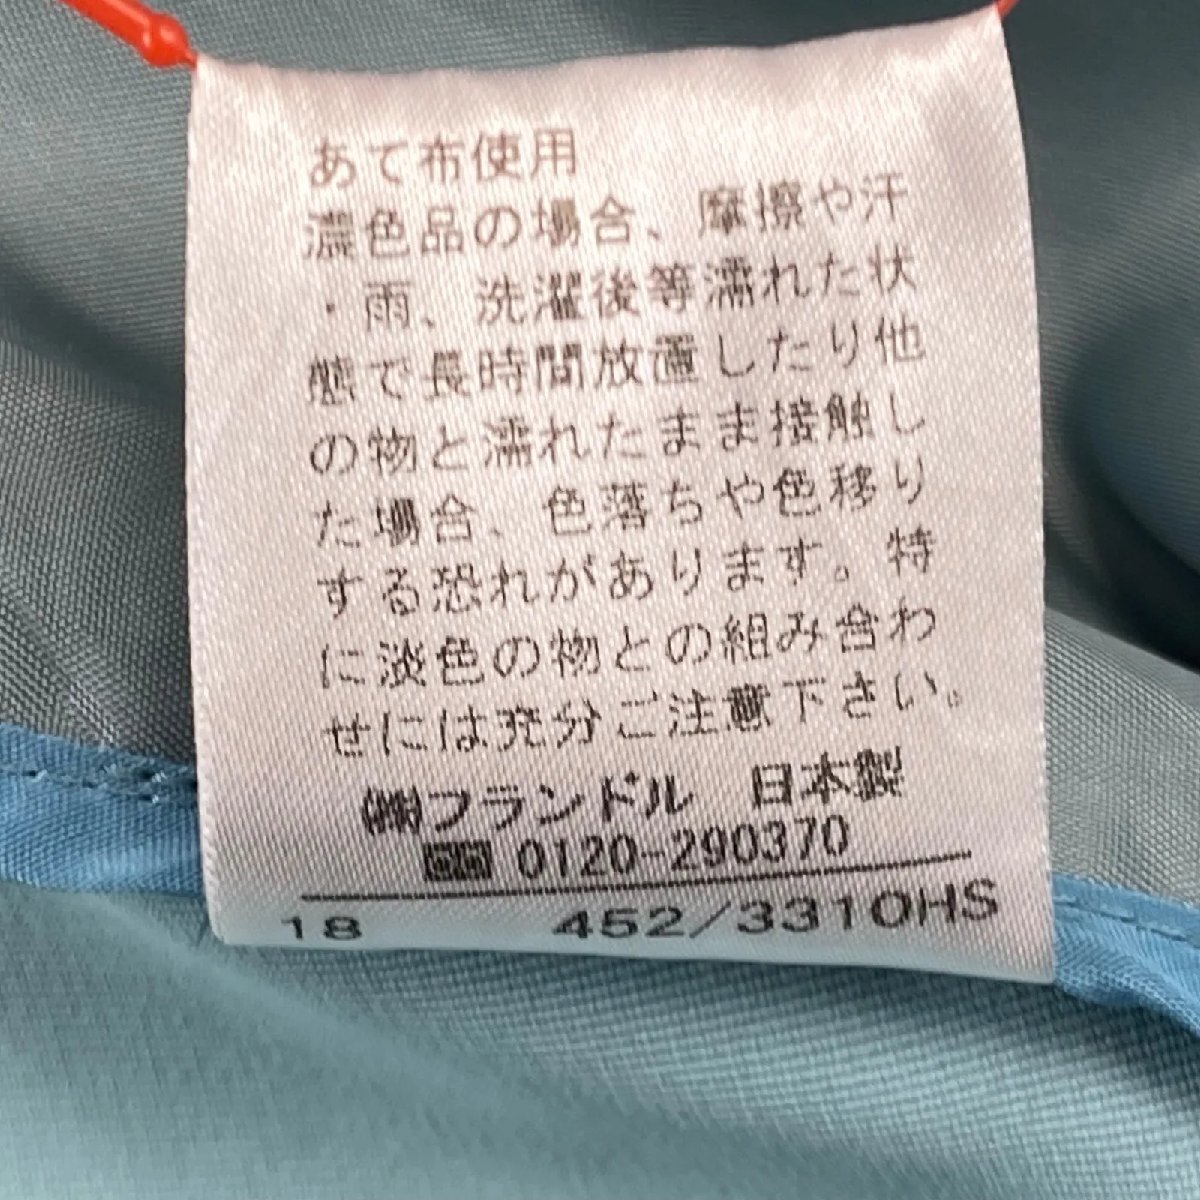 あて布使用
濃色品の場合、摩擦や汗
・雨、洗濯後等濡れた状
態で長時間放置したり他
の物と濡れたまま接触し
た場合、色落ちや色移り
する恐れがあります。特
に淡色の物との組み合わ
せには充分ご注意下さい。
㈱フランドル 日本製
0120-290370
18 452/3310HS